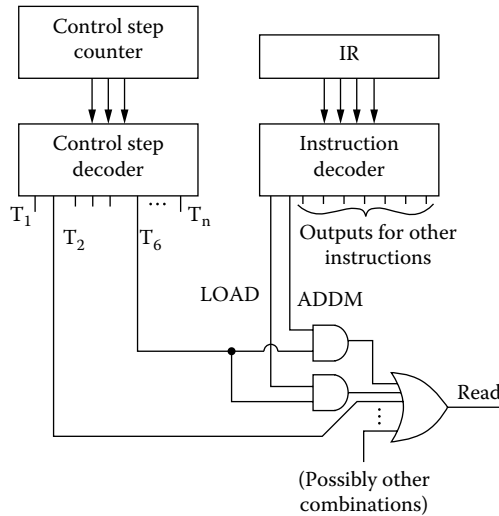 Control step
counter
IR
Control step
decoder
Instruction
decoder
T1
T2
T6
...
Tn
Outputs for other
instructions
LOAD
ADDM
Read
(Possibly other
combinations)